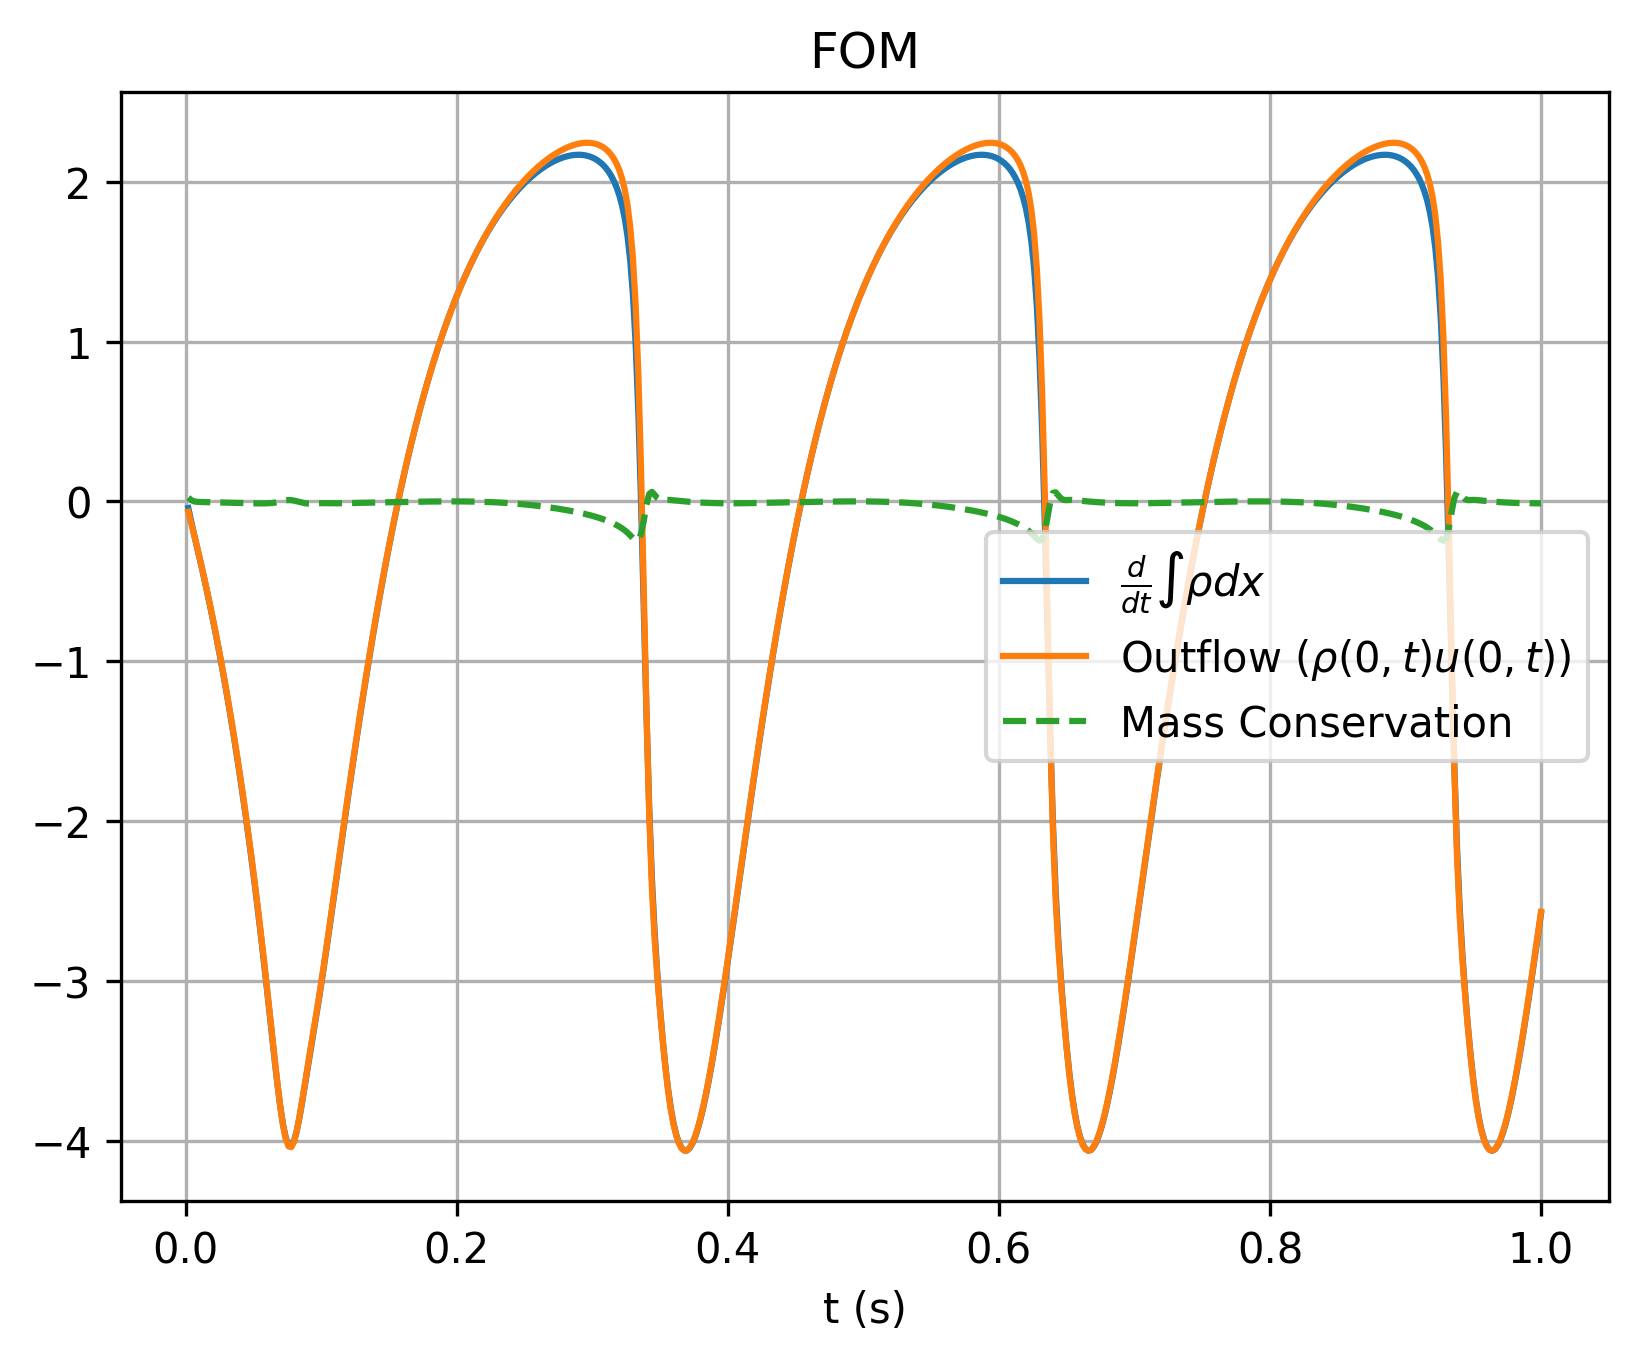 FOM
2
1
0
−1
−2
−3
−4
d/dt ∫ρdx
Outflow (ρ(0, t)u(0, t))
Mass Conservation
0.0 0.2 0.4 0.6 0.8 1.0
t (s)